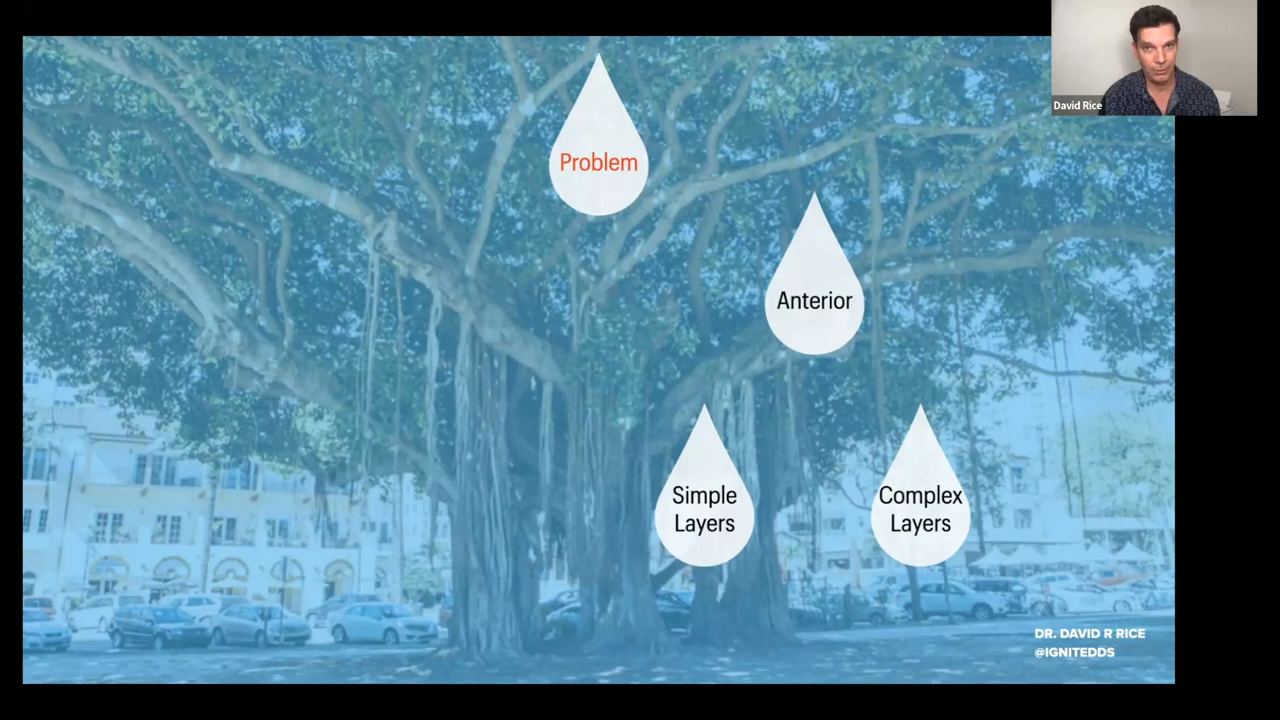 David Rice
Problem
Anterior
Simple
Layers
Complex
Layers
DR. DAVID R RICE
@IGNITEDDS